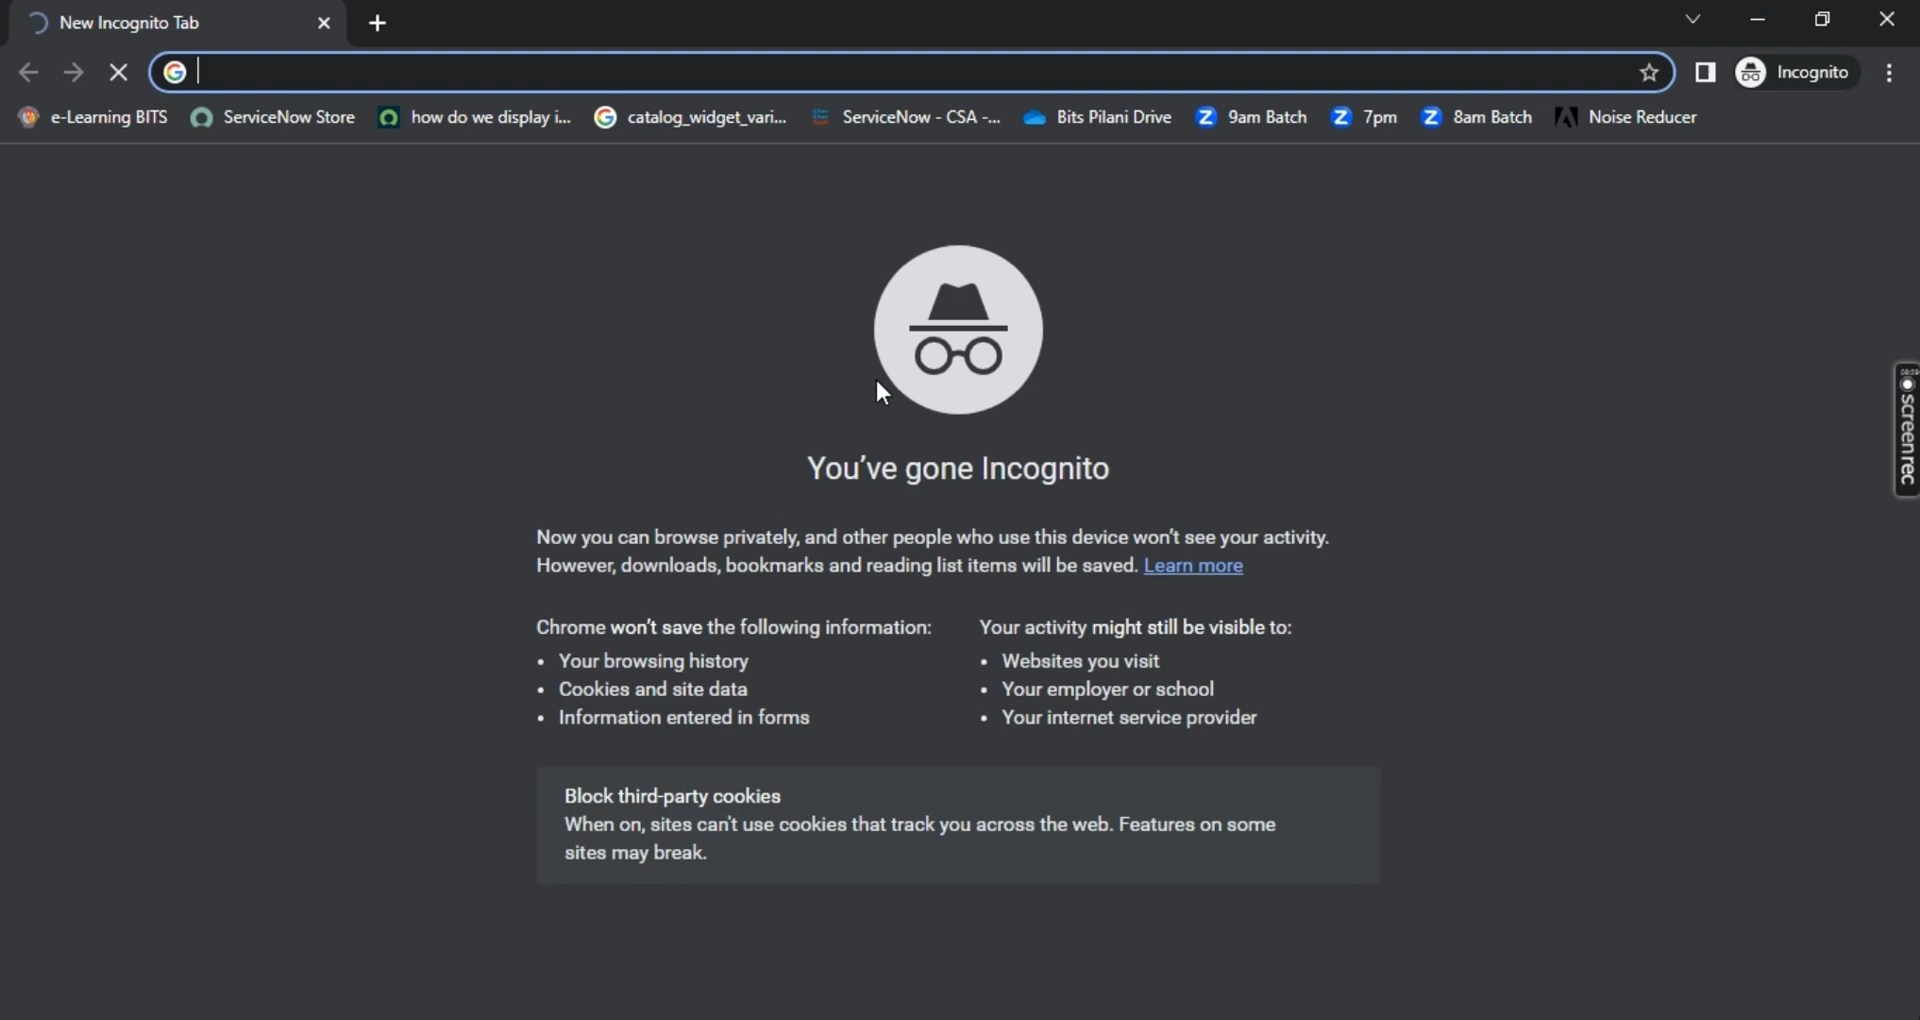 New Incognito Tab
Incognito
e-Learning BITS
ServiceNow Store
how do we display i...
catalog_widget_vari...
ServiceNow - CSA -...
Bits Pilani Drive
9am Batch
7pm
8am Batch
Noise Reducer
screenrec
You've gone Incognito
Now you can browse privately, and other people who use this device won't see your activity.
However, downloads, bookmarks and reading list items will be saved. Learn more
Chrome won't save the following information:
• Your browsing history
• Cookies and site data
• Information entered in forms
Your activity might still be visible to:
• Websites you visit
• Your employer or school
• Your internet service provider
Block third-party cookies
When on, sites can't use cookies that track you across the web. Features on some
sites may break.